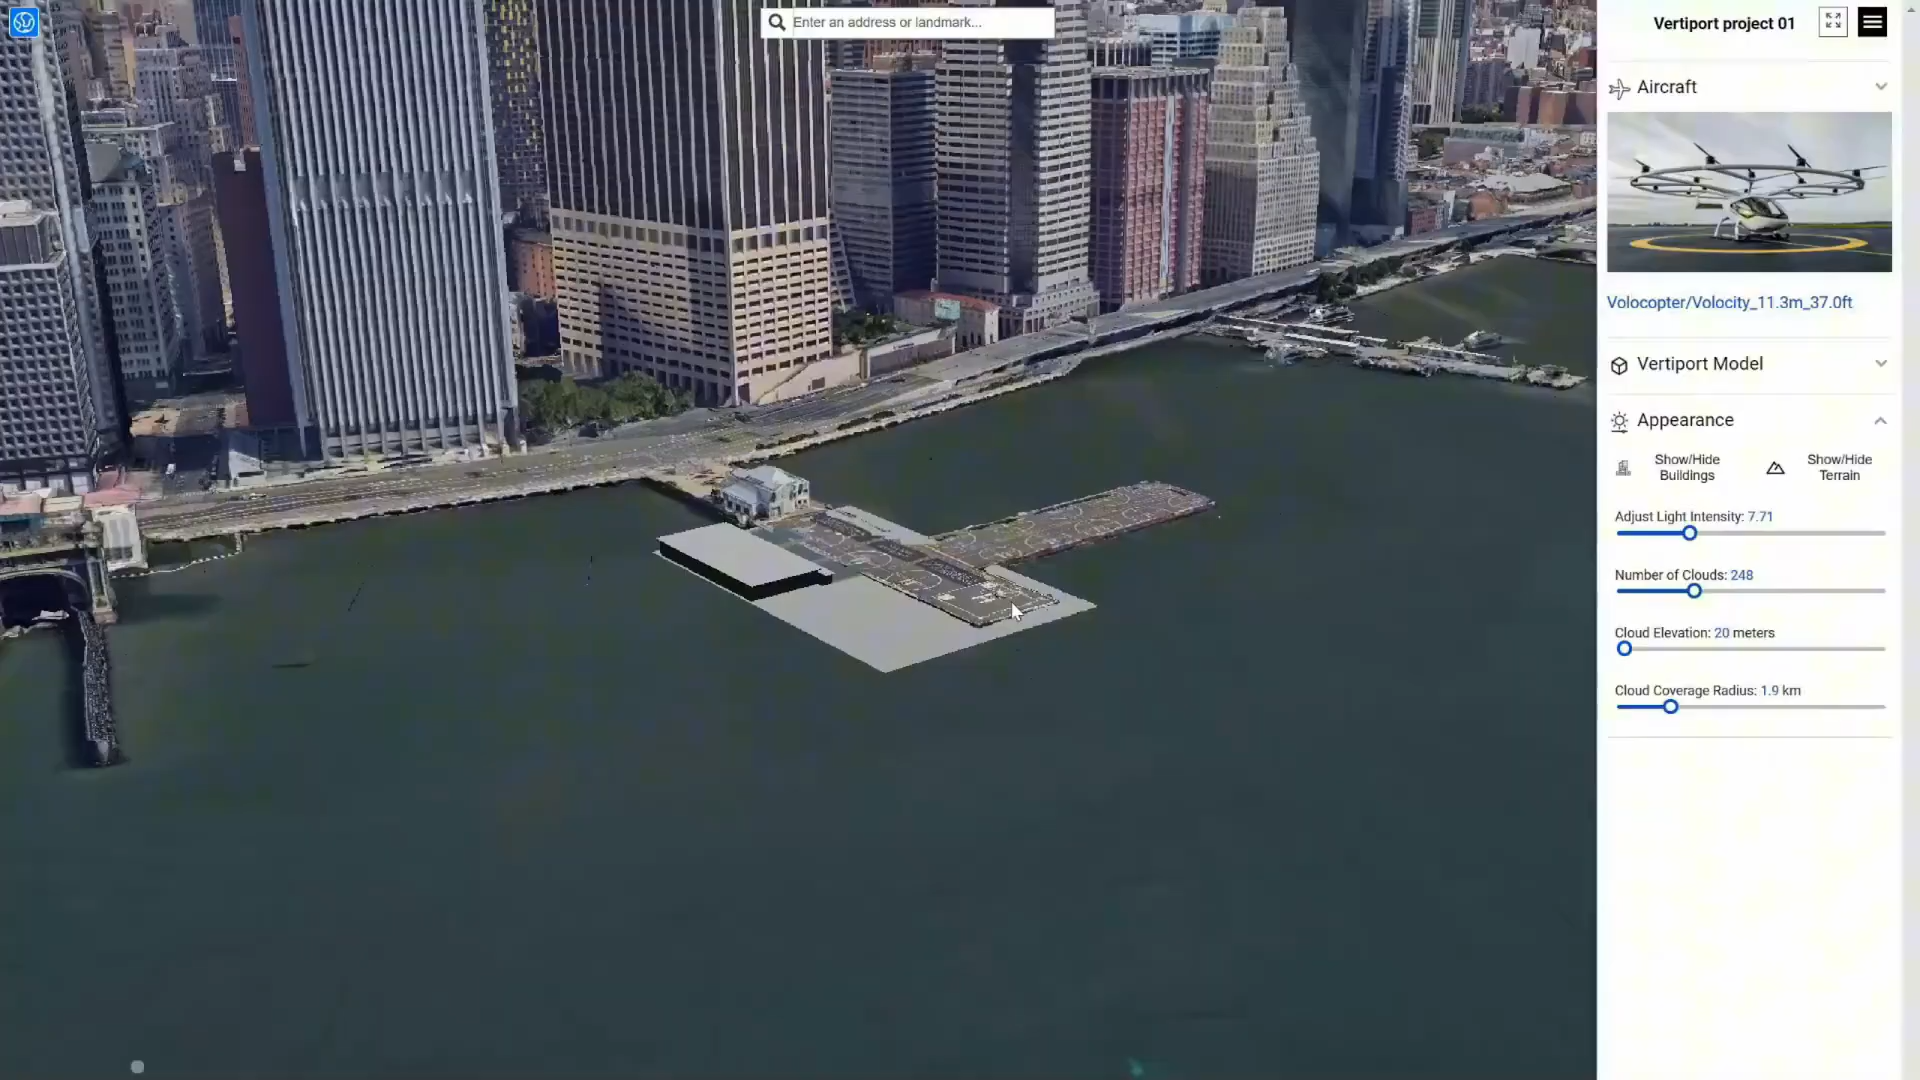 Enter an address or landmark...
Vertiport project 01
Aircraft
Volocopter/Volocity_11.3m_37.0ft
Vertiport Model
Appearance
Show/Hide
Buildings
Show/Hide
Terrain
Adjust Light Intensity: 7.71
Number of Clouds: 248
Cloud Elevation: 20 meters
Cloud Coverage Radius: 1.9 km